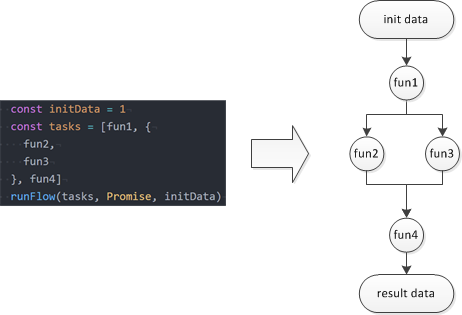 const initData = 1
const tasks = [fun1, {
fun2,
fun3
}, fun4]
runFlow(tasks, Promise, initData)
init data
fun1
fun2
fun3
fun4
result data